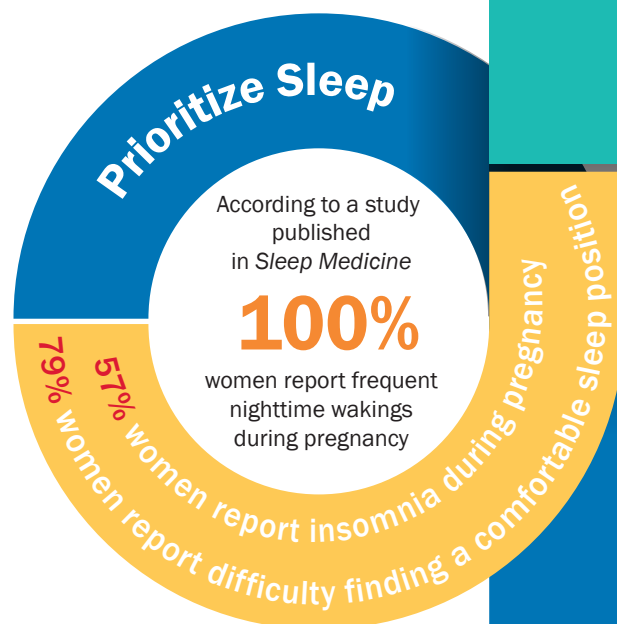 Prioritize Sleep
According to a study
published
in Sleep Medicine
100%
women report frequent
nighttime wakings
during pregnancy
57% women report insomnia during pregnancy
79% women report difficulty finding a comfortable sleep position